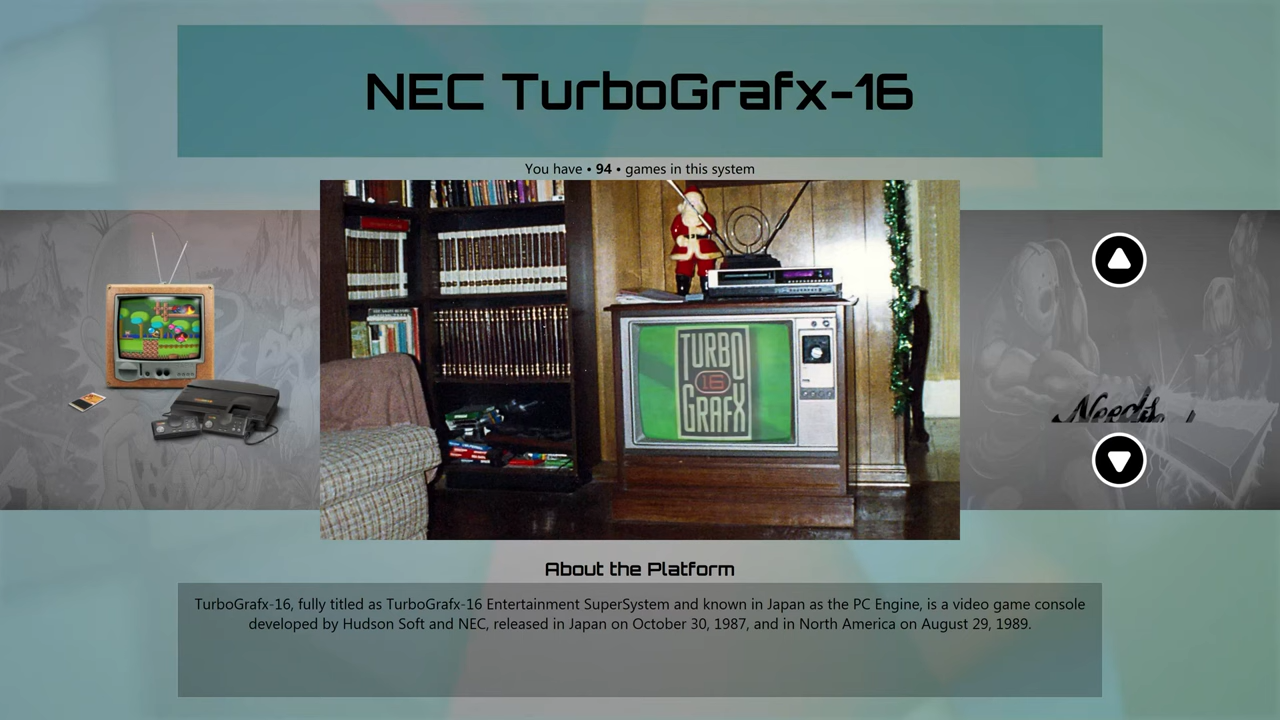 NEC TurboGrafx-16
You have • 94 • games in this system
TURBO
16
GRAFX
Needs
About the Platform
TurboGrafx-16, fully titled as TurboGrafx-16 Entertainment SuperSystem and known in Japan as the PC Engine, is a video game console
developed by Hudson Soft and NEC, released in Japan on October 30, 1987, and in North America on August 29, 1989.